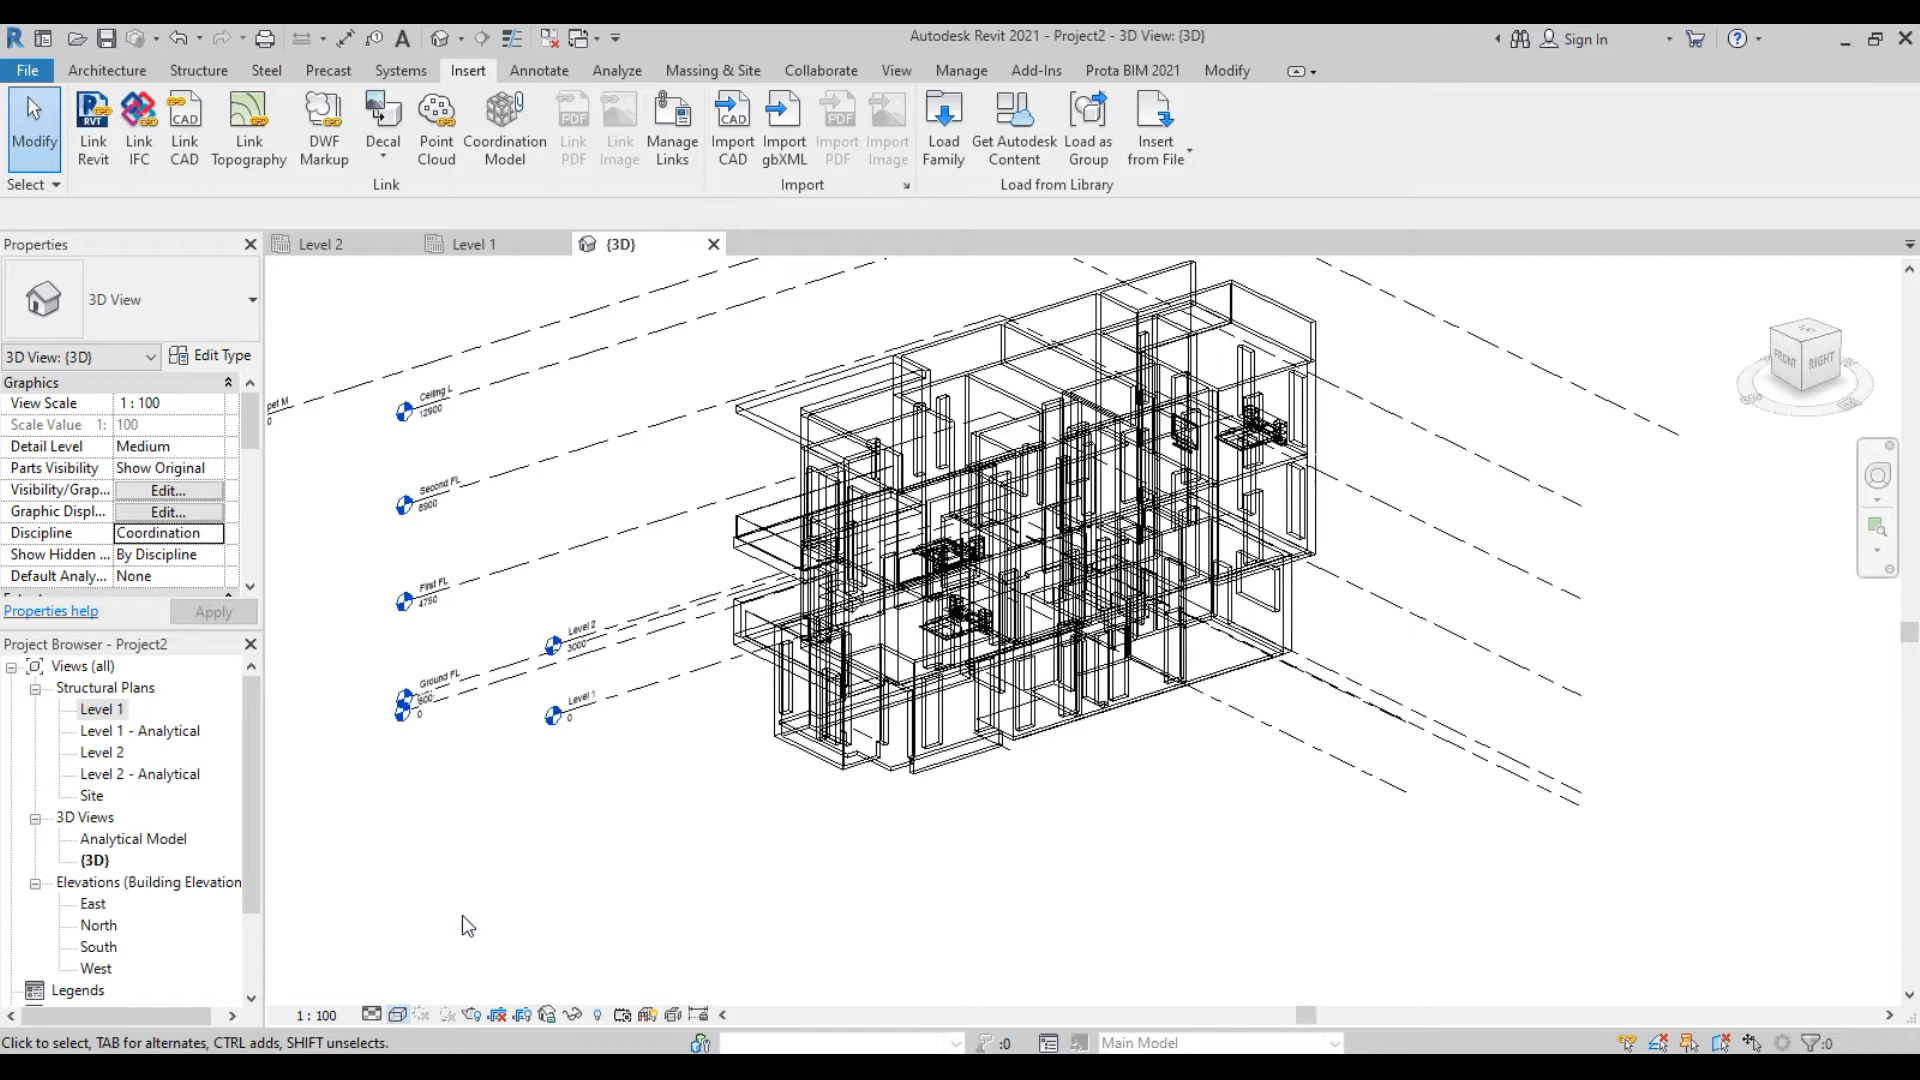 Autodesk Revit 2021 - Project2 - 3D View: {3D}
Sign In
File Architecture Structure Steel Precast Systems Insert Annotate Analyze Massing & Site Collaborate View Manage Add-Ins Prota BIM 2021 Modify
Modify
Link Revit
Link IFC
Link CAD
Link Topography
DWF Markup
Decal
Point Cloud
Coordination Model
Link PDF
Link Image
Manage Links
Import CAD
Import gbXML
Import PDF
Import Image
Load Family
Get Autodesk Content
Load as Group
Insert from File
Select
Link
Import
Load from Library
Properties
Level 2
Level 1
{3D}
3D View
3D View: {3D}
Edit Type
Graphics
View Scale 1 : 100
Scale Value 1: 100
Detail Level Medium
Parts Visibility Show Original
Visibility/Grap... Edit...
Graphic Displ... Edit...
Discipline Coordination
Show Hidden ... By Discipline
Default Analy... None
Properties help
Apply
Project Browser - Project2
Views (all)
Structural Plans
Level 1
Level 1 - Analytical
Level 2
Level 2 - Analytical
Site
3D Views
Analytical Model
{3D}
Elevations (Building Elevation
East
North
South
West
Legends
pet M
0
Ceiling L
12900
Second FL
8900
First FL
4750
Level 2
3000
Ground FL
600
0
Level 1
0
FRONT
RIGHT
1 : 100
Click to select, TAB for alternates, CTRL adds, SHIFT unselects.
:0
Main Model
:0